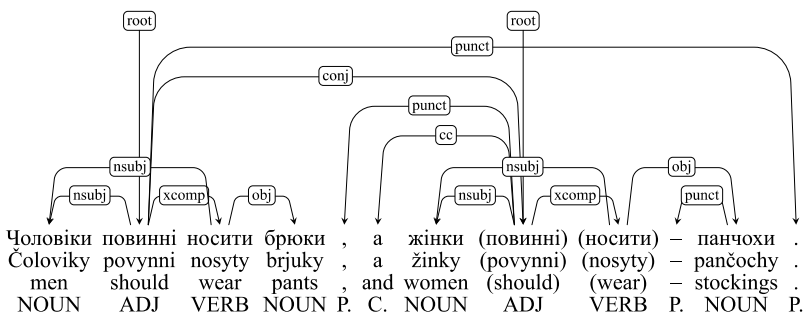 root root
punct
conj
punct
cc
nsubj nsubj obj
nsubj xcomp obj nsubj xcomp punct
Чоловіки повинні носити брюки , а жінки (повинні) (носити) – панчохи .
Čoloviky povynni nosyty brjuky , a žinky (povynni) (nosyty) – pančochy .
men should wear pants , and women (should) (wear) – stockings .
NOUN ADJ VERB NOUN P. C. NOUN ADJ VERB P. NOUN P.